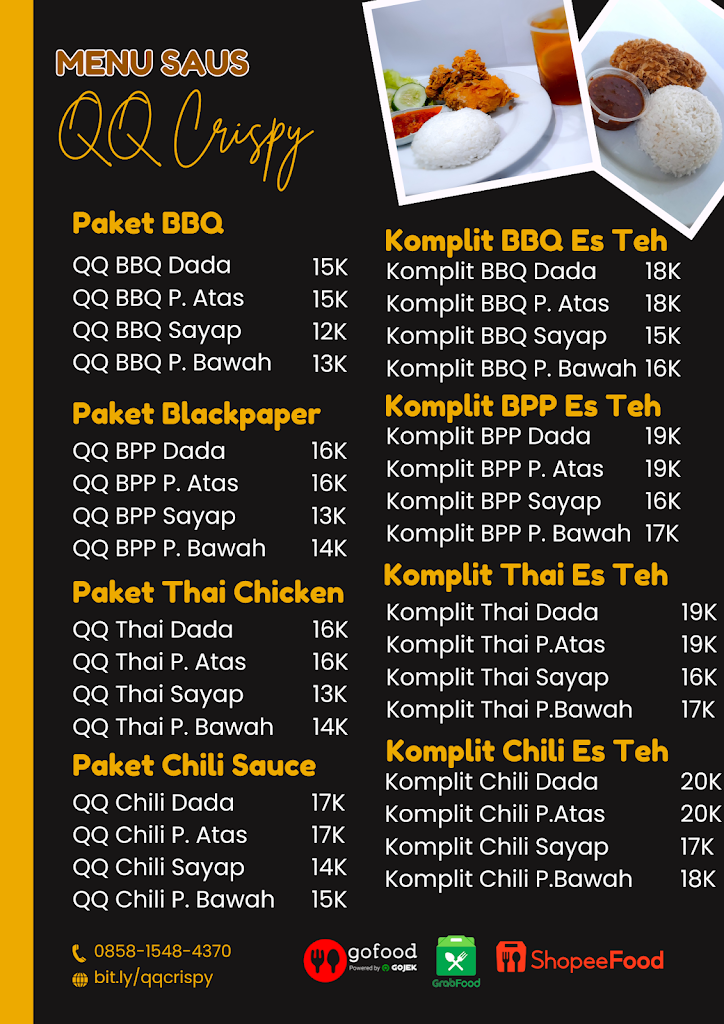 MENU SAUS
QQ Crispy
Paket BBQ
QQ BBQ Dada 15K
QQ BBQ P. Atas 15K
QQ BBQ Sayap 12K
QQ BBQ P. Bawah 13K
Paket Blackpaper
QQ BPP Dada 16K
QQ BPP P. Atas 16K
QQ BPP Sayap 13K
QQ BPP P. Bawah 14K
Paket Thai Chicken
QQ Thai Dada 16K
QQ Thai P. Atas 16K
QQ Thai Sayap 13K
QQ Thai P. Bawah 14K
Paket Chili Sauce
QQ Chili Dada 17K
QQ Chili P. Atas 17K
QQ Chili Sayap 14K
QQ Chili P. Bawah 15K
Komplit BBQ Es Teh
Komplit BBQ Dada 18K
Komplit BBQ P. Atas 18K
Komplit BBQ Sayap 15K
Komplit BBQ P. Bawah 16K
Komplit BPP Es Teh
Komplit BPP Dada 19K
Komplit BPP P. Atas 19K
Komplit BPP Sayap 16K
Komplit BPP P. Bawah 17K
Komplit Thai Es Teh
Komplit Thai Dada 19K
Komplit Thai P.Atas 19K
Komplit Thai Sayap 16K
Komplit Thai P.Bawah 17K
Komplit Chili Es Teh
Komplit Chili Dada 20K
Komplit Chili P.Atas 20K
Komplit Chili Sayap 17K
Komplit Chili P.Bawah 18K
0858-1548-4370
bit.ly/qqcrispy
gofood
Powered by GOJEK
GrabFood
ShopeeFood